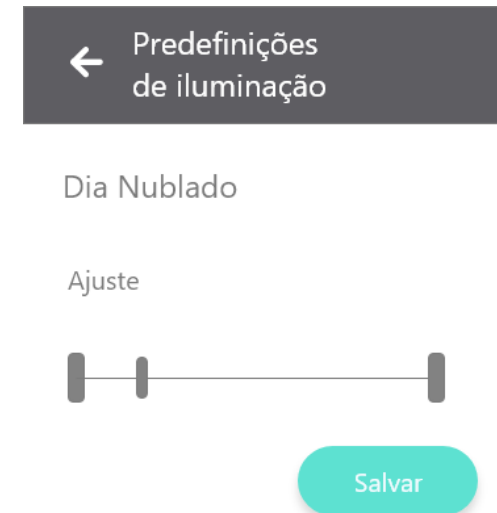 Predefinições
de iluminação
Dia Nublado
Ajuste
Salvar